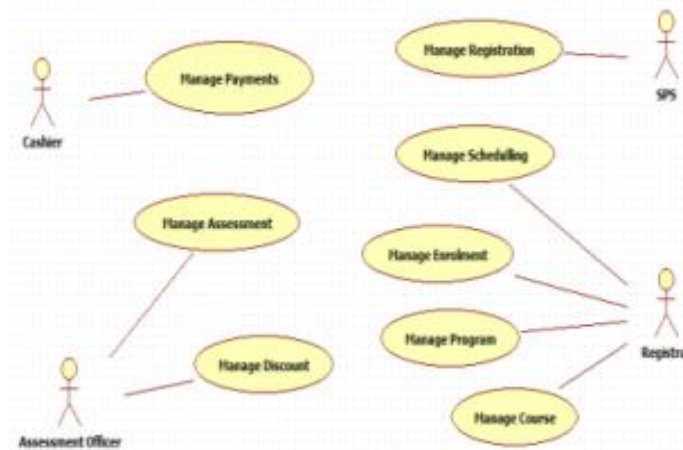 Manage Registration
Manage Payments
SPS
Cashier
Manage Scheduling
Manage Assessment
Manage Enrolment
Manage Program
Registra
Manage Discount
Manage Course
Assessment Officer